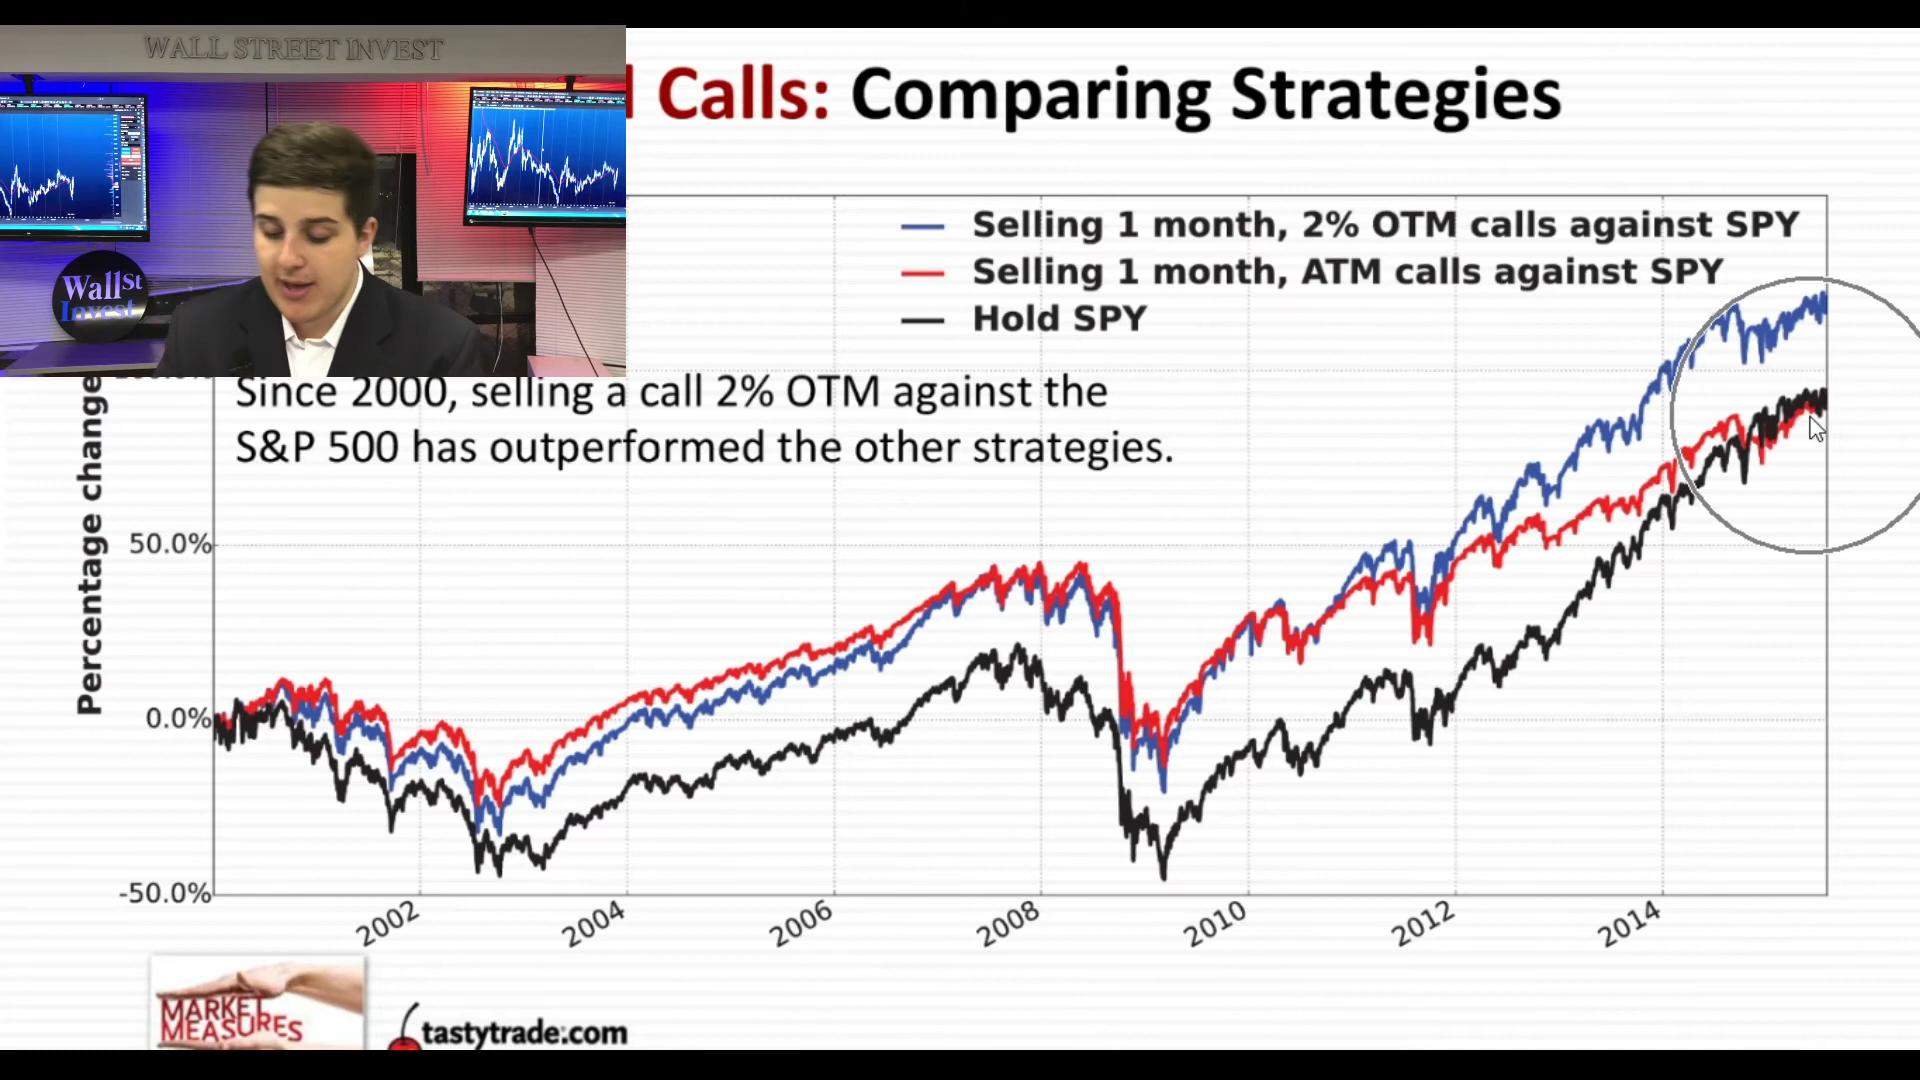 WALL STREET INVEST
Wall St
Invest
Calls: Comparing Strategies
Selling 1 month, 2% OTM calls against SPY
Selling 1 month, ATM calls against SPY
Hold SPY
Since 2000, selling a call 2% OTM against the
S&P 500 has outperformed the other strategies.
Percentage change
50.0%
0.0%
-50.0%
2002
2004
2006
2008
2010
2012
2014
MARKET
MEASURES
tastytrade.com